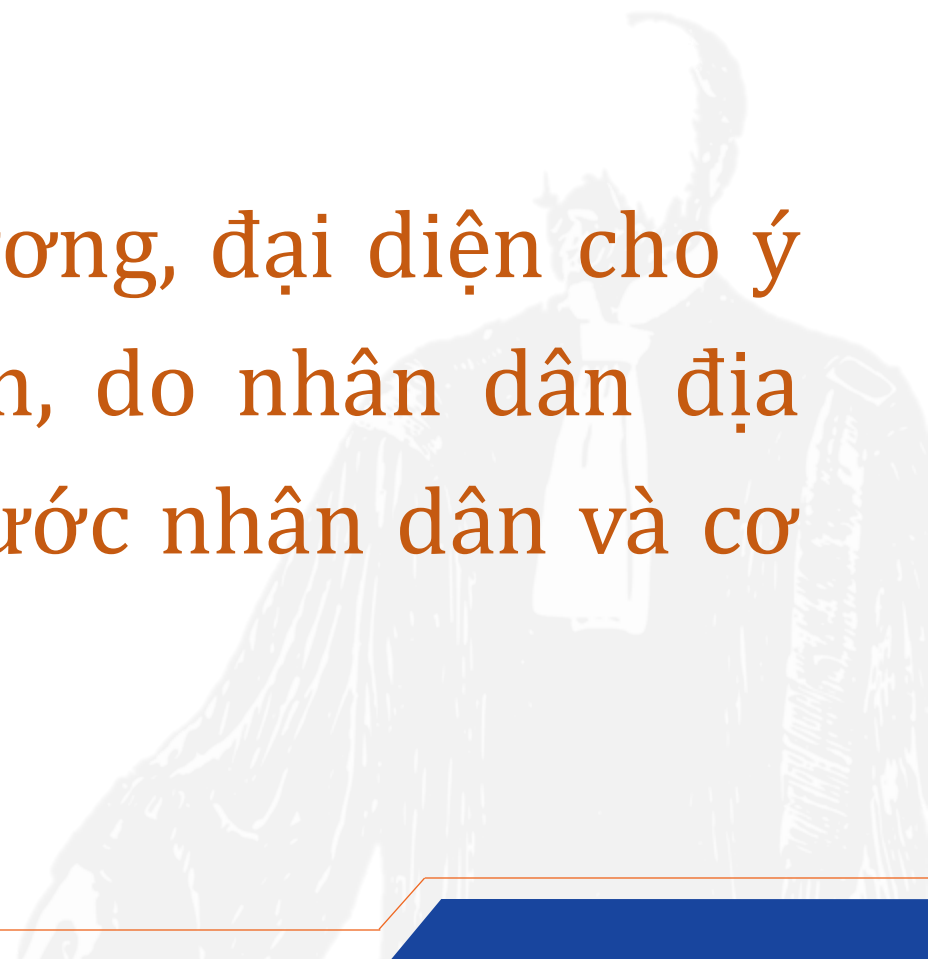 ơng, đại diện cho ý
, do nhân dân địa
ước nhân dân và cơ